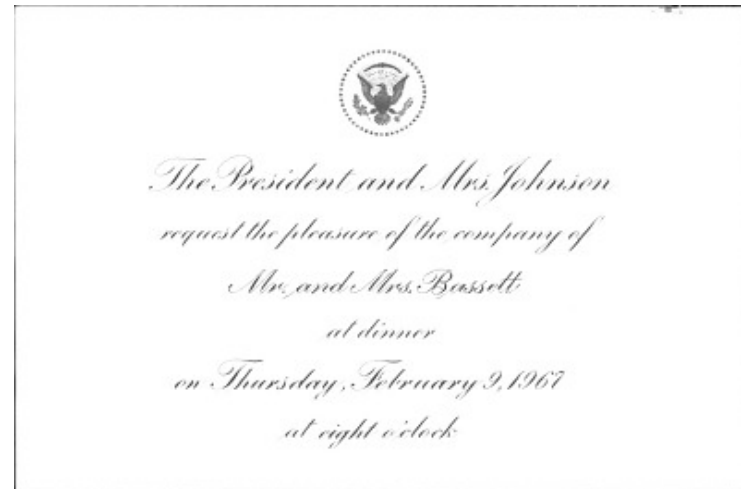 The President and Mrs. Johnson
request the pleasure of the company of
Mr. and Mrs. Bassett
at dinner
on Thursday, February 9, 1967
at eight o'clock